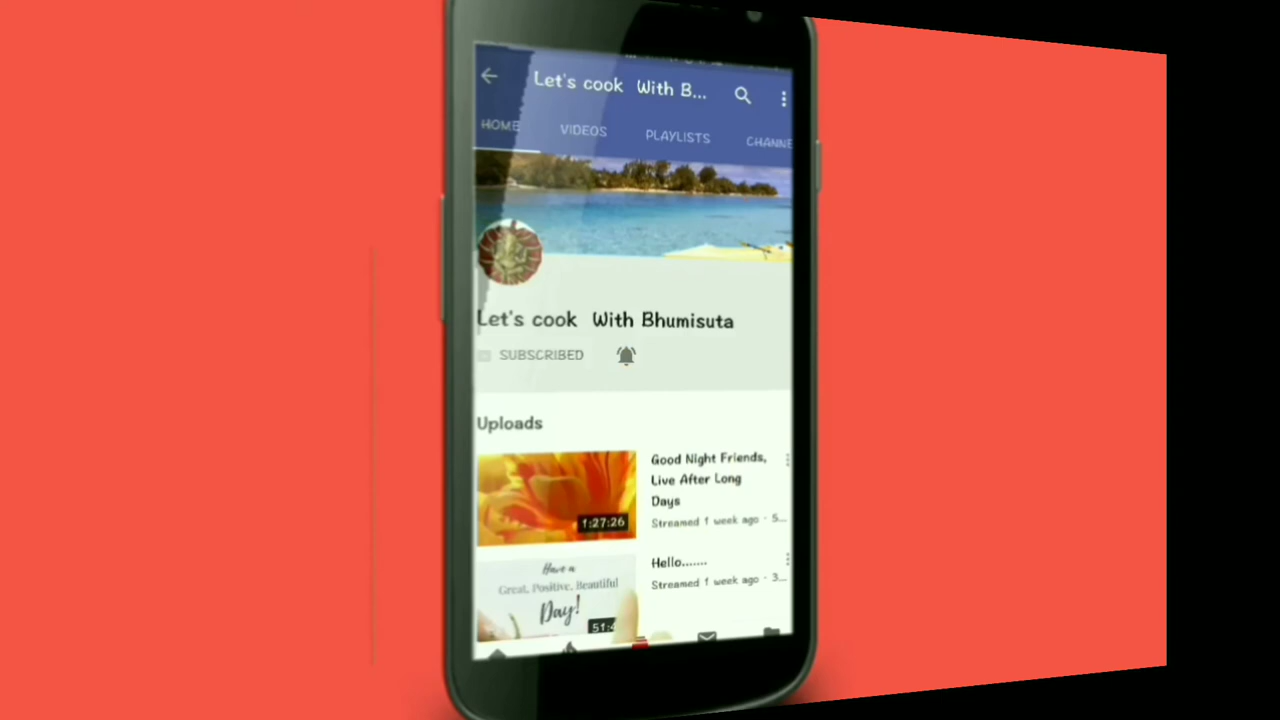 Let's cook With B...
HOME VIDEOS PLAYLISTS CHANNE
Let's cook With Bhumisuta
SUBSCRIBED
Uploads
Good Night Friends,
Live After Long
Days
1:27:26
Streamed 1 week ago · 5...
Have a
Great, Positive, Beautiful
Day!
51:4
Hello.......
Streamed 1 week ago · 3...